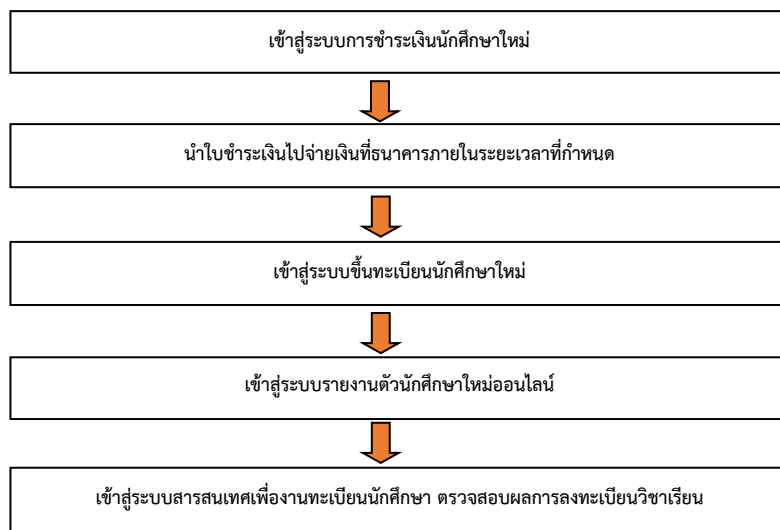 เข้าสู่ระบบการชำระเงินนักศึกษาใหม่
นำใบชำระเงินไปจ่ายเงินที่ธนาคารภายในระยะเวลาที่กำหนด
เข้าสู่ระบบขึ้นทะเบียนนักศึกษาใหม่
เข้าสู่ระบบรายงานตัวนักศึกษาใหม่ออนไลน์
เข้าสู่ระบบสารสนเทศเพื่องานทะเบียนนักศึกษา ตรวจสอบผลการลงทะเบียนวิชาเรียน